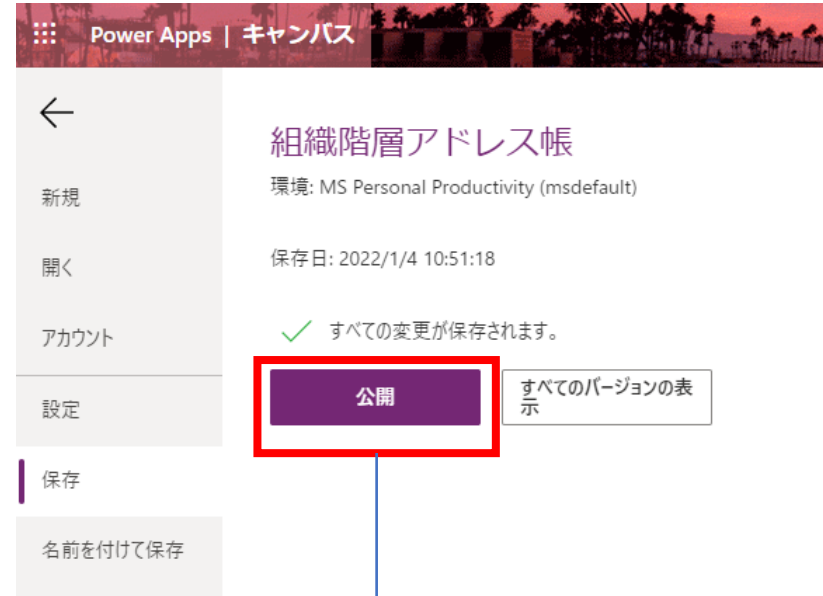 Power Apps | キャンバス
組織階層アドレス帳
環境: MS Personal Productivity (msdefault)
新規
保存日: 2022/1/4 10:51:18
開く
すべての変更が保存されます。
アカウント
公開
すべてのバージョンの表
示
設定
保存
名前を付けて保存